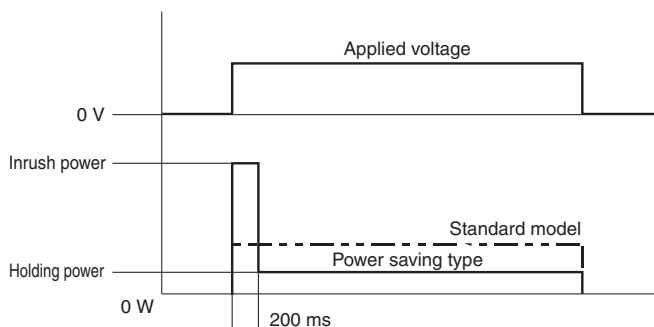 Applied voltage
0 V
Inrush power
Standard model
Holding power
Power saving type
0 W
200 ms